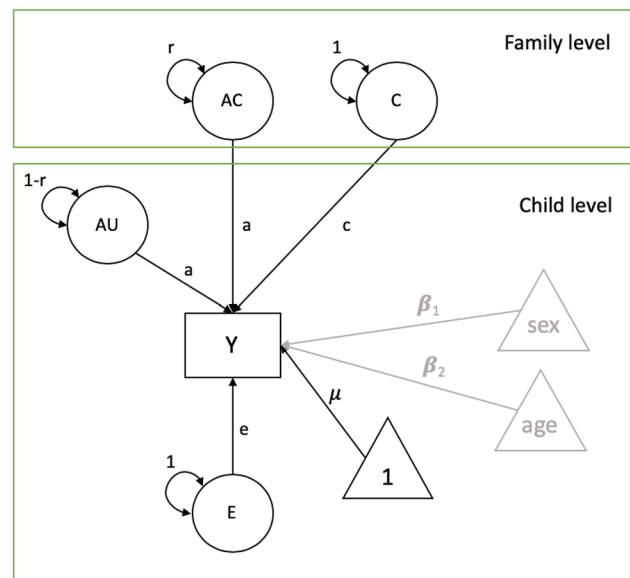 Family level
r
AC
1
C
Child level
1-r
AU
a
a
c
Y
β1
sex
β2
age
μ
1
e
1
E